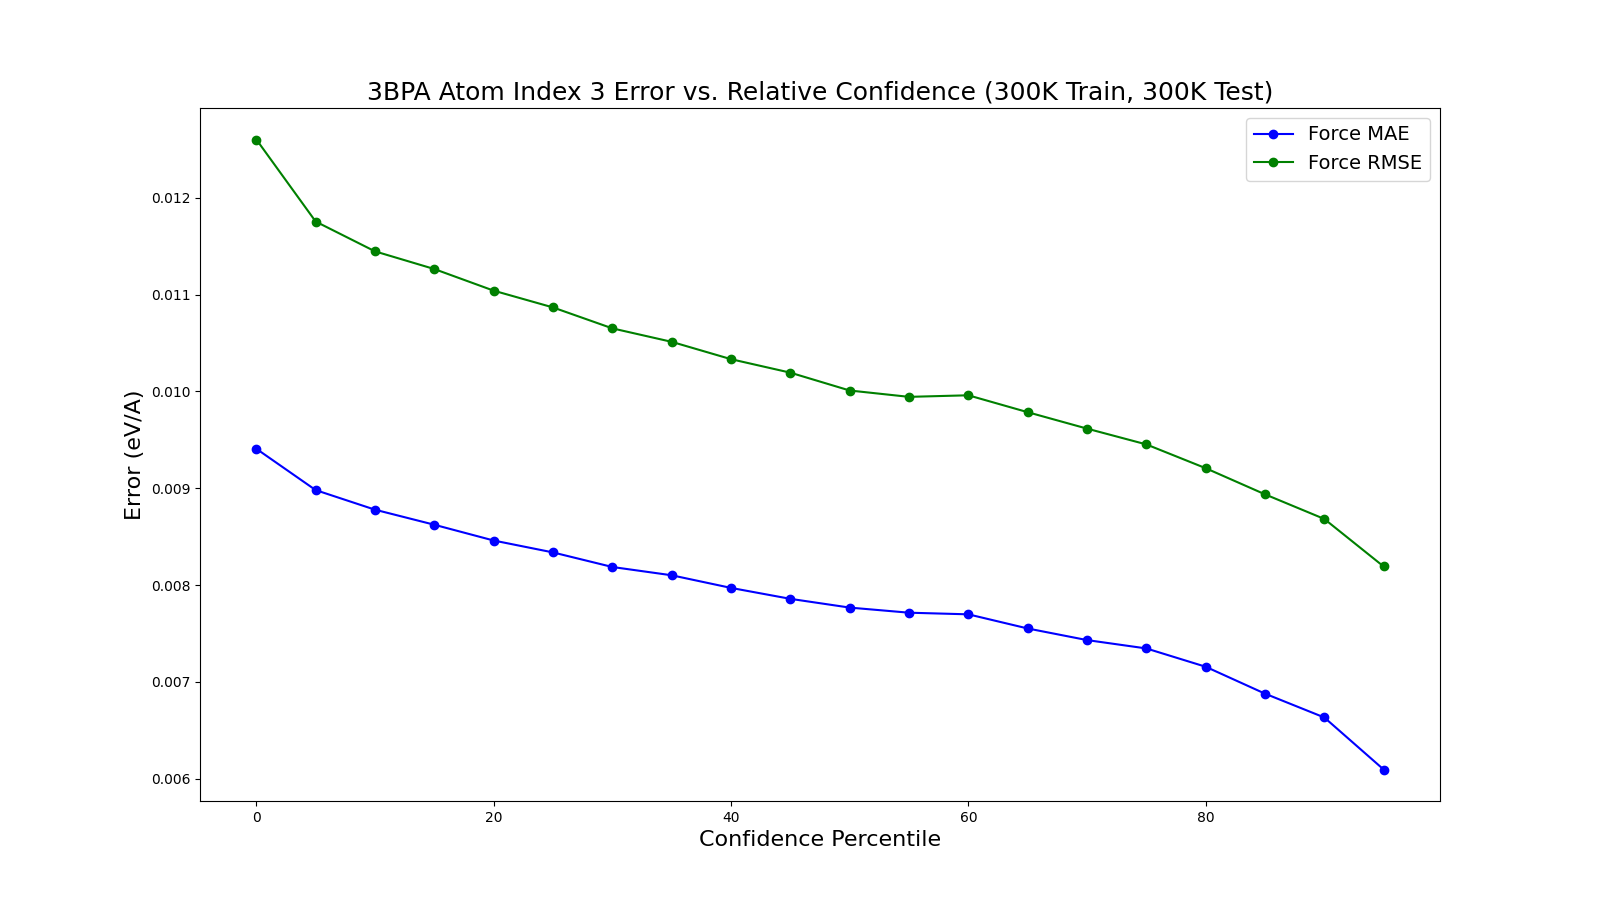 3BPA Atom Index 3 Error vs. Relative Confidence (300K Train, 300K Test)
Force MAE
Force RMSE
Error (eV/A)
0.012
0.011
0.010
0.009
0.008
0.007
0.006
0 20 40 60 80
Confidence Percentile